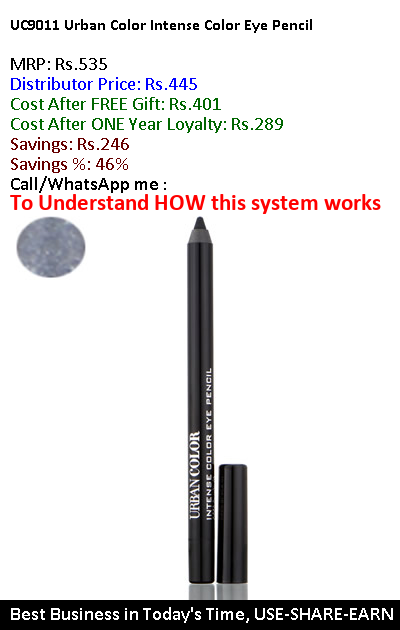 UC9011 Urban Color Intense Color Eye Pencil
MRP: Rs.535
Distributor Price: Rs.445
Cost After FREE Gift: Rs.401
Cost After ONE Year Loyalty: Rs.289
Savings: Rs.246
Savings %: 46%
Call/WhatsApp me :
To Understand HOW this system works
URBAN COLOR
INTENSE COLOR EYE PENCIL
Best Business in Today's Time, USE-SHARE-EARN